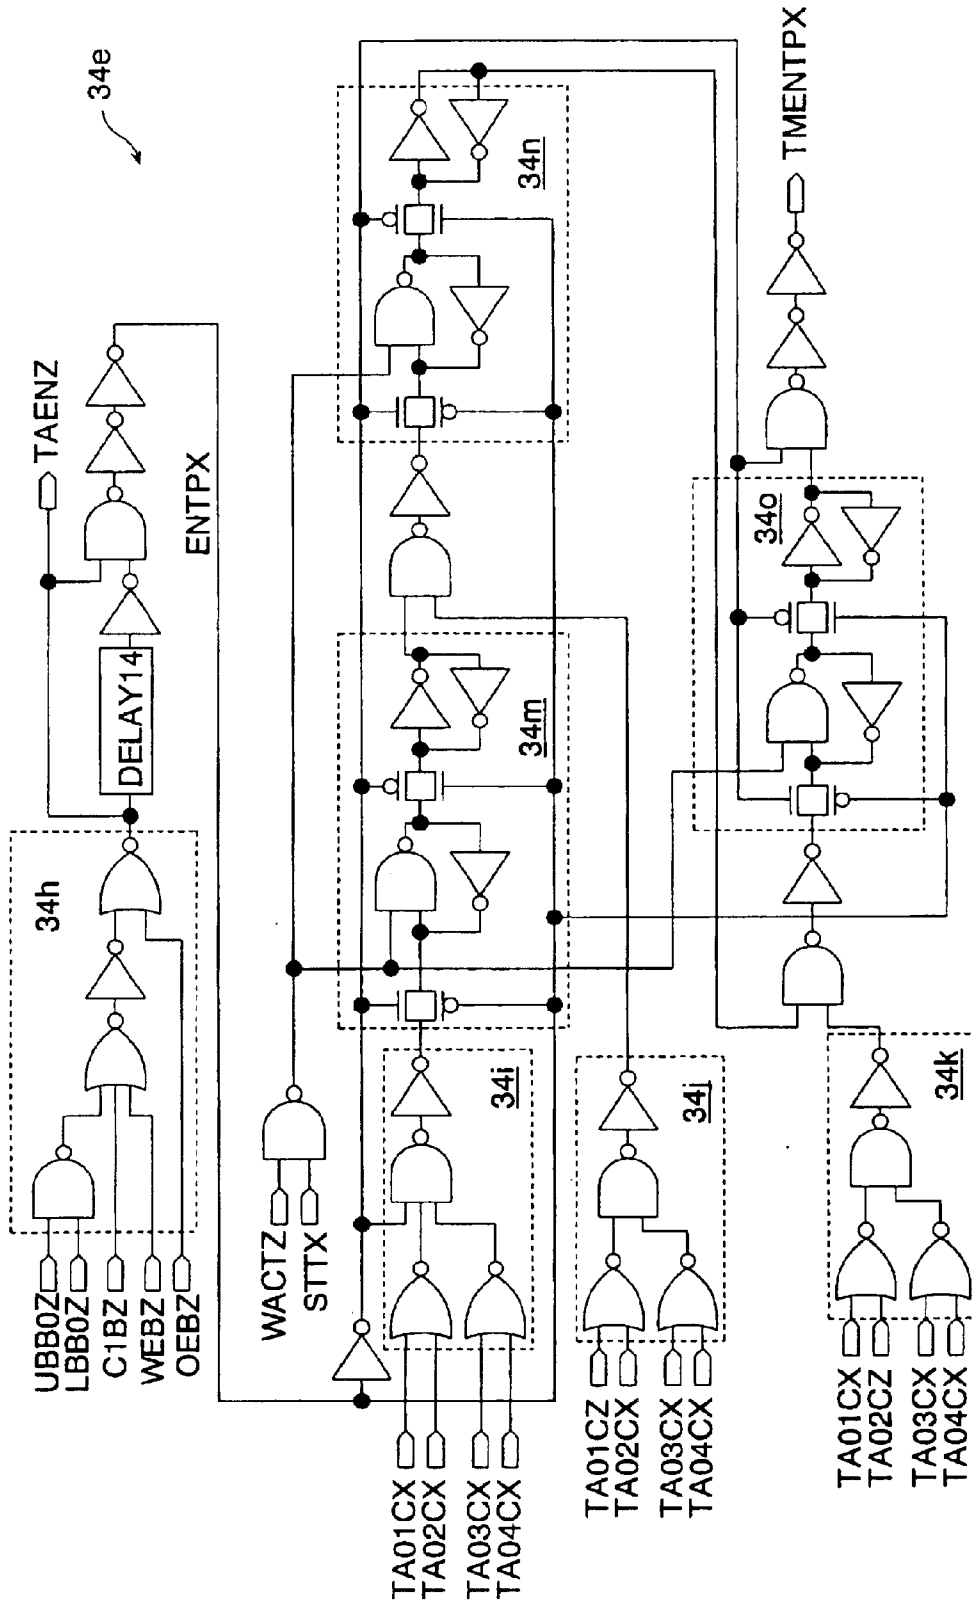 34e
UBB0Z
LBB0Z
C1BZ
WEBZ
OEBZ
34h
DELAY14
TAENZ
ENTPX
WACTZ
STTX
TA01CX
TA02CX
TA03CX
TA04CX
34i
34m
34n
TA01CZ
TA02CX
TA03CX
TA04CX
34j
TA01CX
TA02CZ
TA03CX
TA04CX
34k
34o
TMENTPX